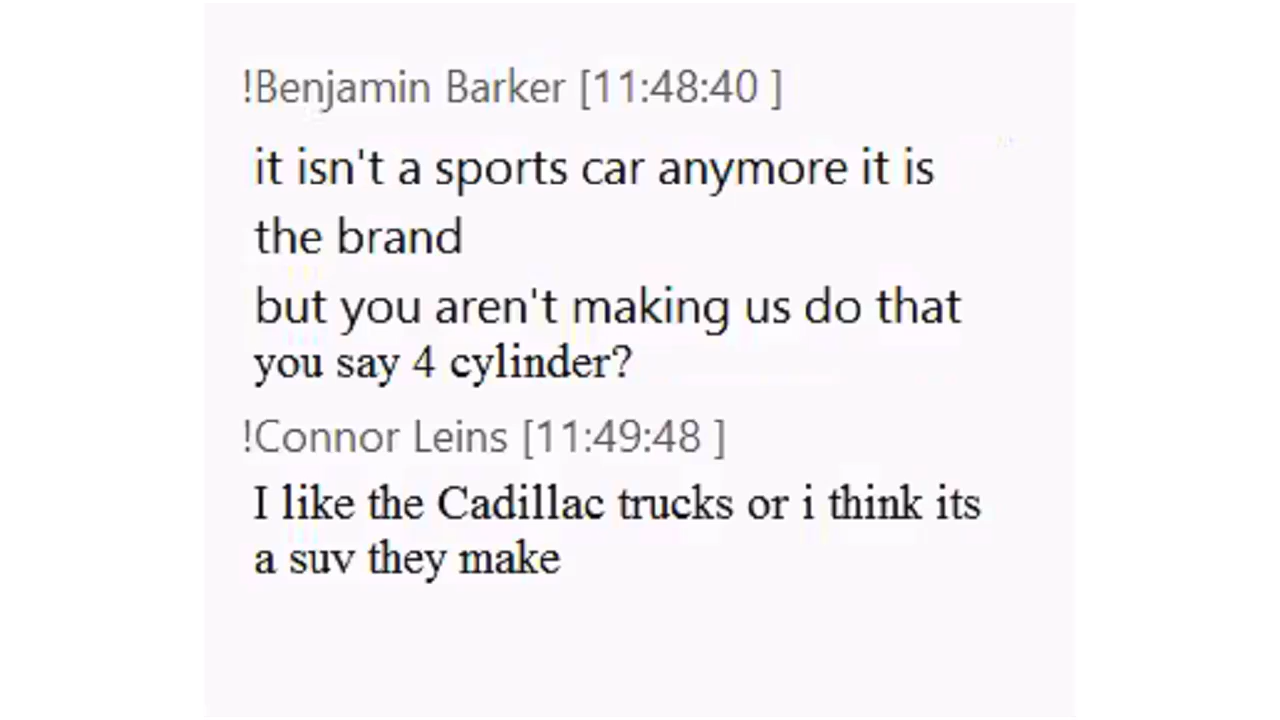 !Benjamin Barker [11:48:40 ]
it isn't a sports car anymore it is
the brand
but you aren't making us do that
you say 4 cylinder?
!Connor Leins [11:49:48 ]
I like the Cadillac trucks or i think its
a suv they make